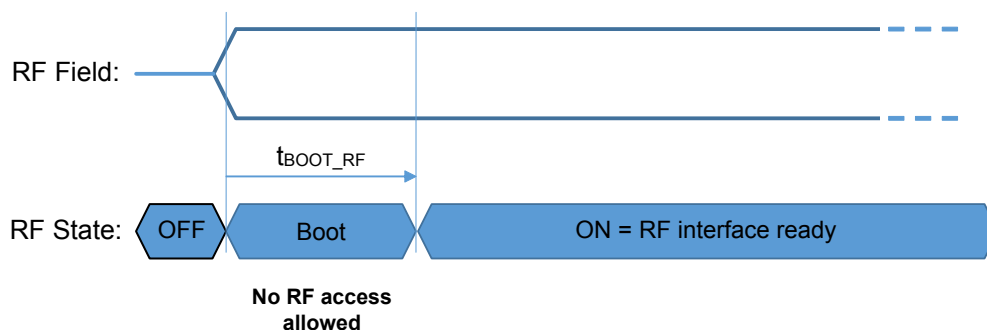 RF Field:
tBOOT_RF
RF State:
OFF
Boot
ON = RF interface ready
No RF access
allowed